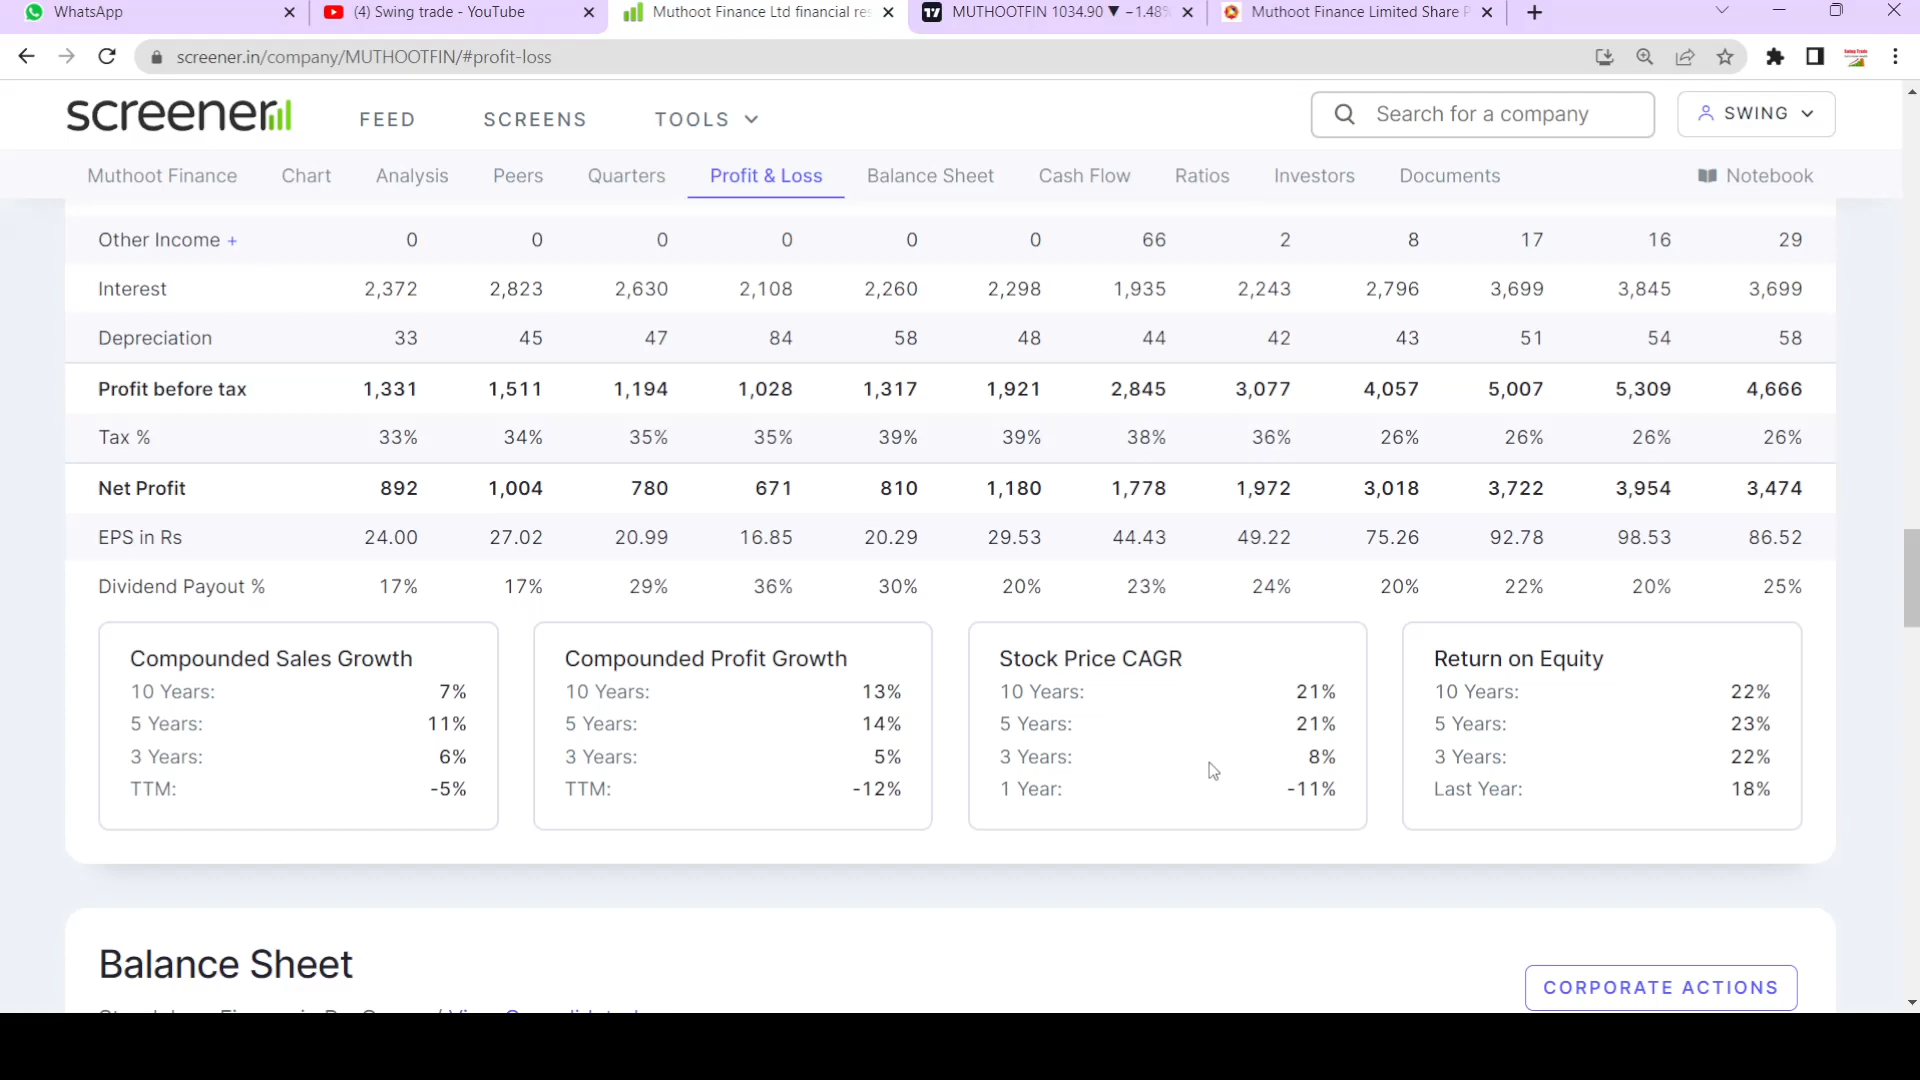 WhatsApp
(4) Swing trade - YouTube
Muthoot Finance Ltd financial res
MUTHOOTFIN 1034.90 ▼ −1.48%
Muthoot Finance Limited Share P
screener.in/company/MUTHOOTFIN/#profit-loss
screener
FEED
SCREENS
TOOLS
Search for a company
SWING
Muthoot Finance Chart Analysis Peers Quarters Profit & Loss Balance Sheet Cash Flow Ratios Investors Documents Notebook
Other Income + 0 0 0 0 0 0 66 2 8 17 16 29
Interest 2,372 2,823 2,630 2,108 2,260 2,298 1,935 2,243 2,796 3,699 3,845 3,699
Depreciation 33 45 47 84 58 48 44 42 43 51 54 58
Profit before tax 1,331 1,511 1,194 1,028 1,317 1,921 2,845 3,077 4,057 5,007 5,309 4,666
Tax % 33% 34% 35% 35% 39% 39% 38% 36% 26% 26% 26% 26%
Net Profit 892 1,004 780 671 810 1,180 1,778 1,972 3,018 3,722 3,954 3,474
EPS in Rs 24.00 27.02 20.99 16.85 20.29 29.53 44.43 49.22 75.26 92.78 98.53 86.52
Dividend Payout % 17% 17% 29% 36% 30% 20% 23% 24% 20% 22% 20% 25%
Compounded Sales Growth
10 Years: 7%
5 Years: 11%
3 Years: 6%
TTM: -5%
Compounded Profit Growth
10 Years: 13%
5 Years: 14%
3 Years: 5%
TTM: -12%
Stock Price CAGR
10 Years: 21%
5 Years: 21%
3 Years: 8%
1 Year: -11%
Return on Equity
10 Years: 22%
5 Years: 23%
3 Years: 22%
Last Year: 18%
Balance Sheet
CORPORATE ACTIONS